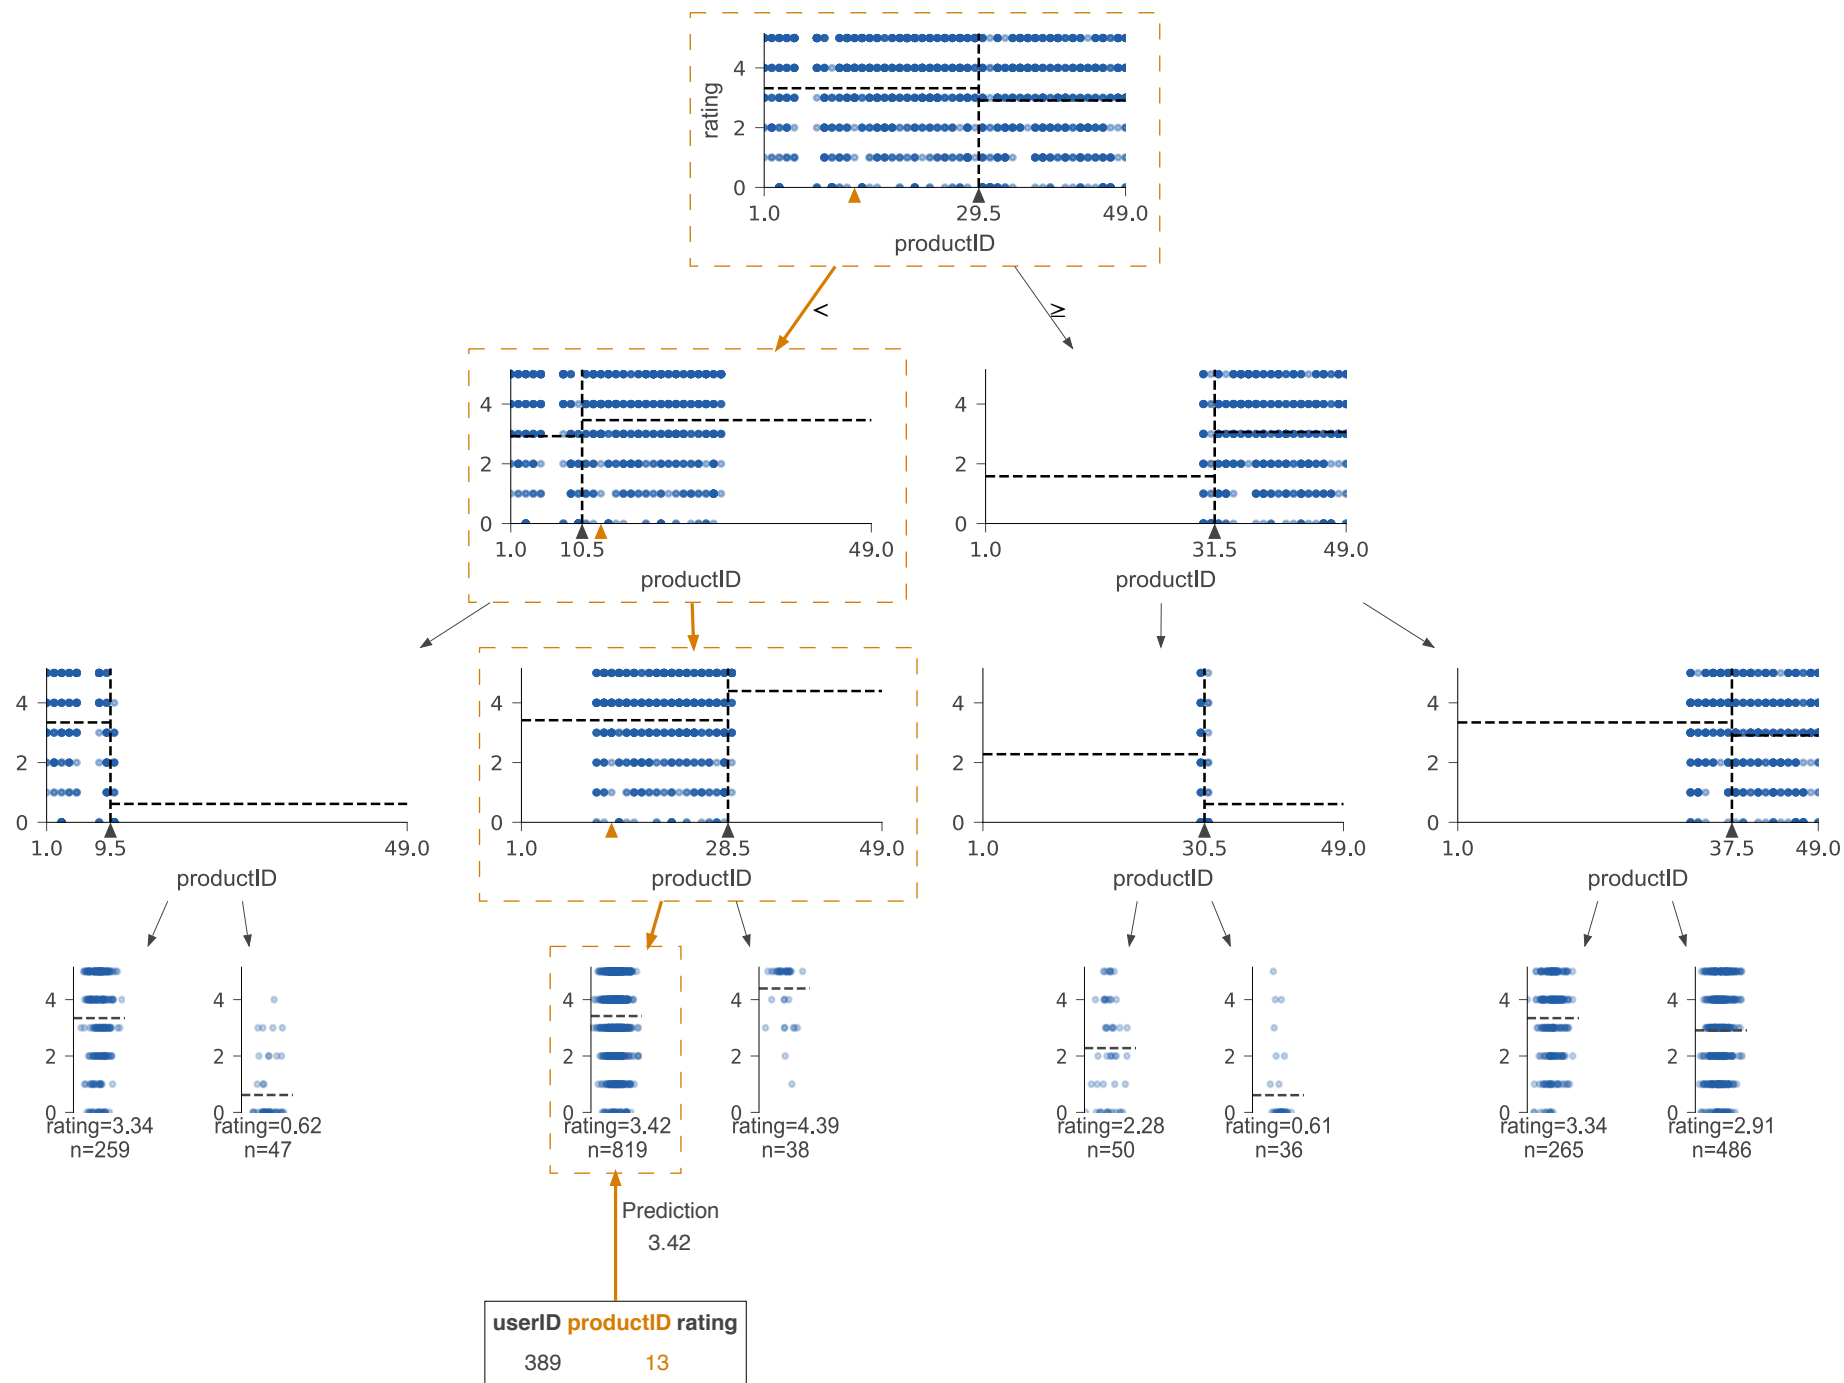 4
2
0
rating
1.0 29.5 49.0
productID
< ≥
4
2
0
1.0 10.5 49.0
productID
4
2
0
1.0 31.5 49.0
productID
4
2
0
1.0 9.5 49.0
productID
4
2
0
1.0 28.5 49.0
productID
4
2
0
1.0 30.5 49.0
productID
4
2
0
1.0 37.5 49.0
productID
4
2
0
rating=3.34
n=259
4
2
0
rating=0.62
n=47
4
2
0
rating=3.42
n=819
4
2
0
rating=4.39
n=38
4
2
0
rating=2.28
n=50
4
2
0
rating=0.61
n=36
4
2
0
rating=3.34
n=265
4
2
0
rating=2.91
n=486
Prediction
3.42
userID productID rating
389 13